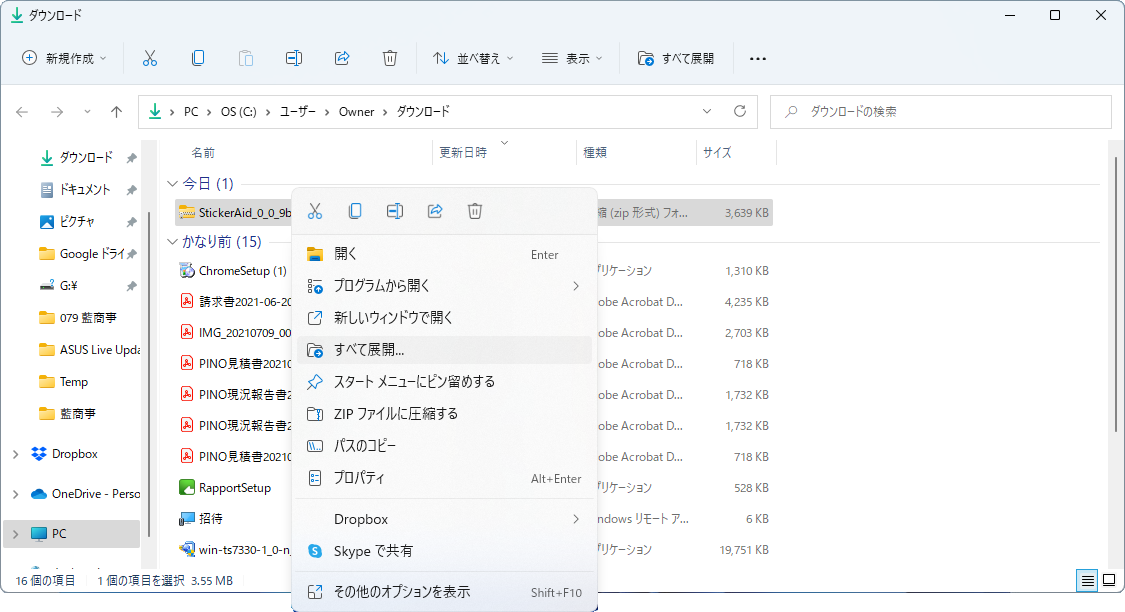 ダウンロード
新規作成
並べ替え
表示
すべて展開
PC › OS (C:) › ユーザー › Owner › ダウンロード
ダウンロードの検索
ダウンロード
ドキュメント
ピクチャ
Google ドライ
G:¥
079 藍商事
ASUS Live Upda
Temp
藍商事
Dropbox
OneDrive - Perso
PC
名前 更新日時 種類 サイズ
今日 (1)
StickerAid_0_0_9b 縮 (zip 形式) フォ... 3,639 KB
かなり前 (15)
ChromeSetup (1) プリケーション 1,310 KB
請求書2021-06-20 obe Acrobat D... 4,235 KB
IMG_20210709_00 obe Acrobat D... 2,703 KB
PINO見積書20210 obe Acrobat D... 718 KB
PINO現況報告書2 obe Acrobat D... 1,732 KB
PINO現況報告書2 obe Acrobat D... 1,732 KB
PINO見積書20210 obe Acrobat D... 718 KB
RapportSetup プリケーション 528 KB
招待 ndows リモート ア... 6 KB
win-ts7330-1_0-n_ プリケーション 19,751 KB
開く Enter
プログラムから開く
新しいウィンドウで開く
すべて展開...
スタート メニューにピン留めする
ZIP ファイルに圧縮する
パスのコピー
プロパティ Alt+Enter
Dropbox
Skype で共有
その他のオプションを表示 Shift+F10
16 個の項目 1 個の項目を選択 3.55 MB